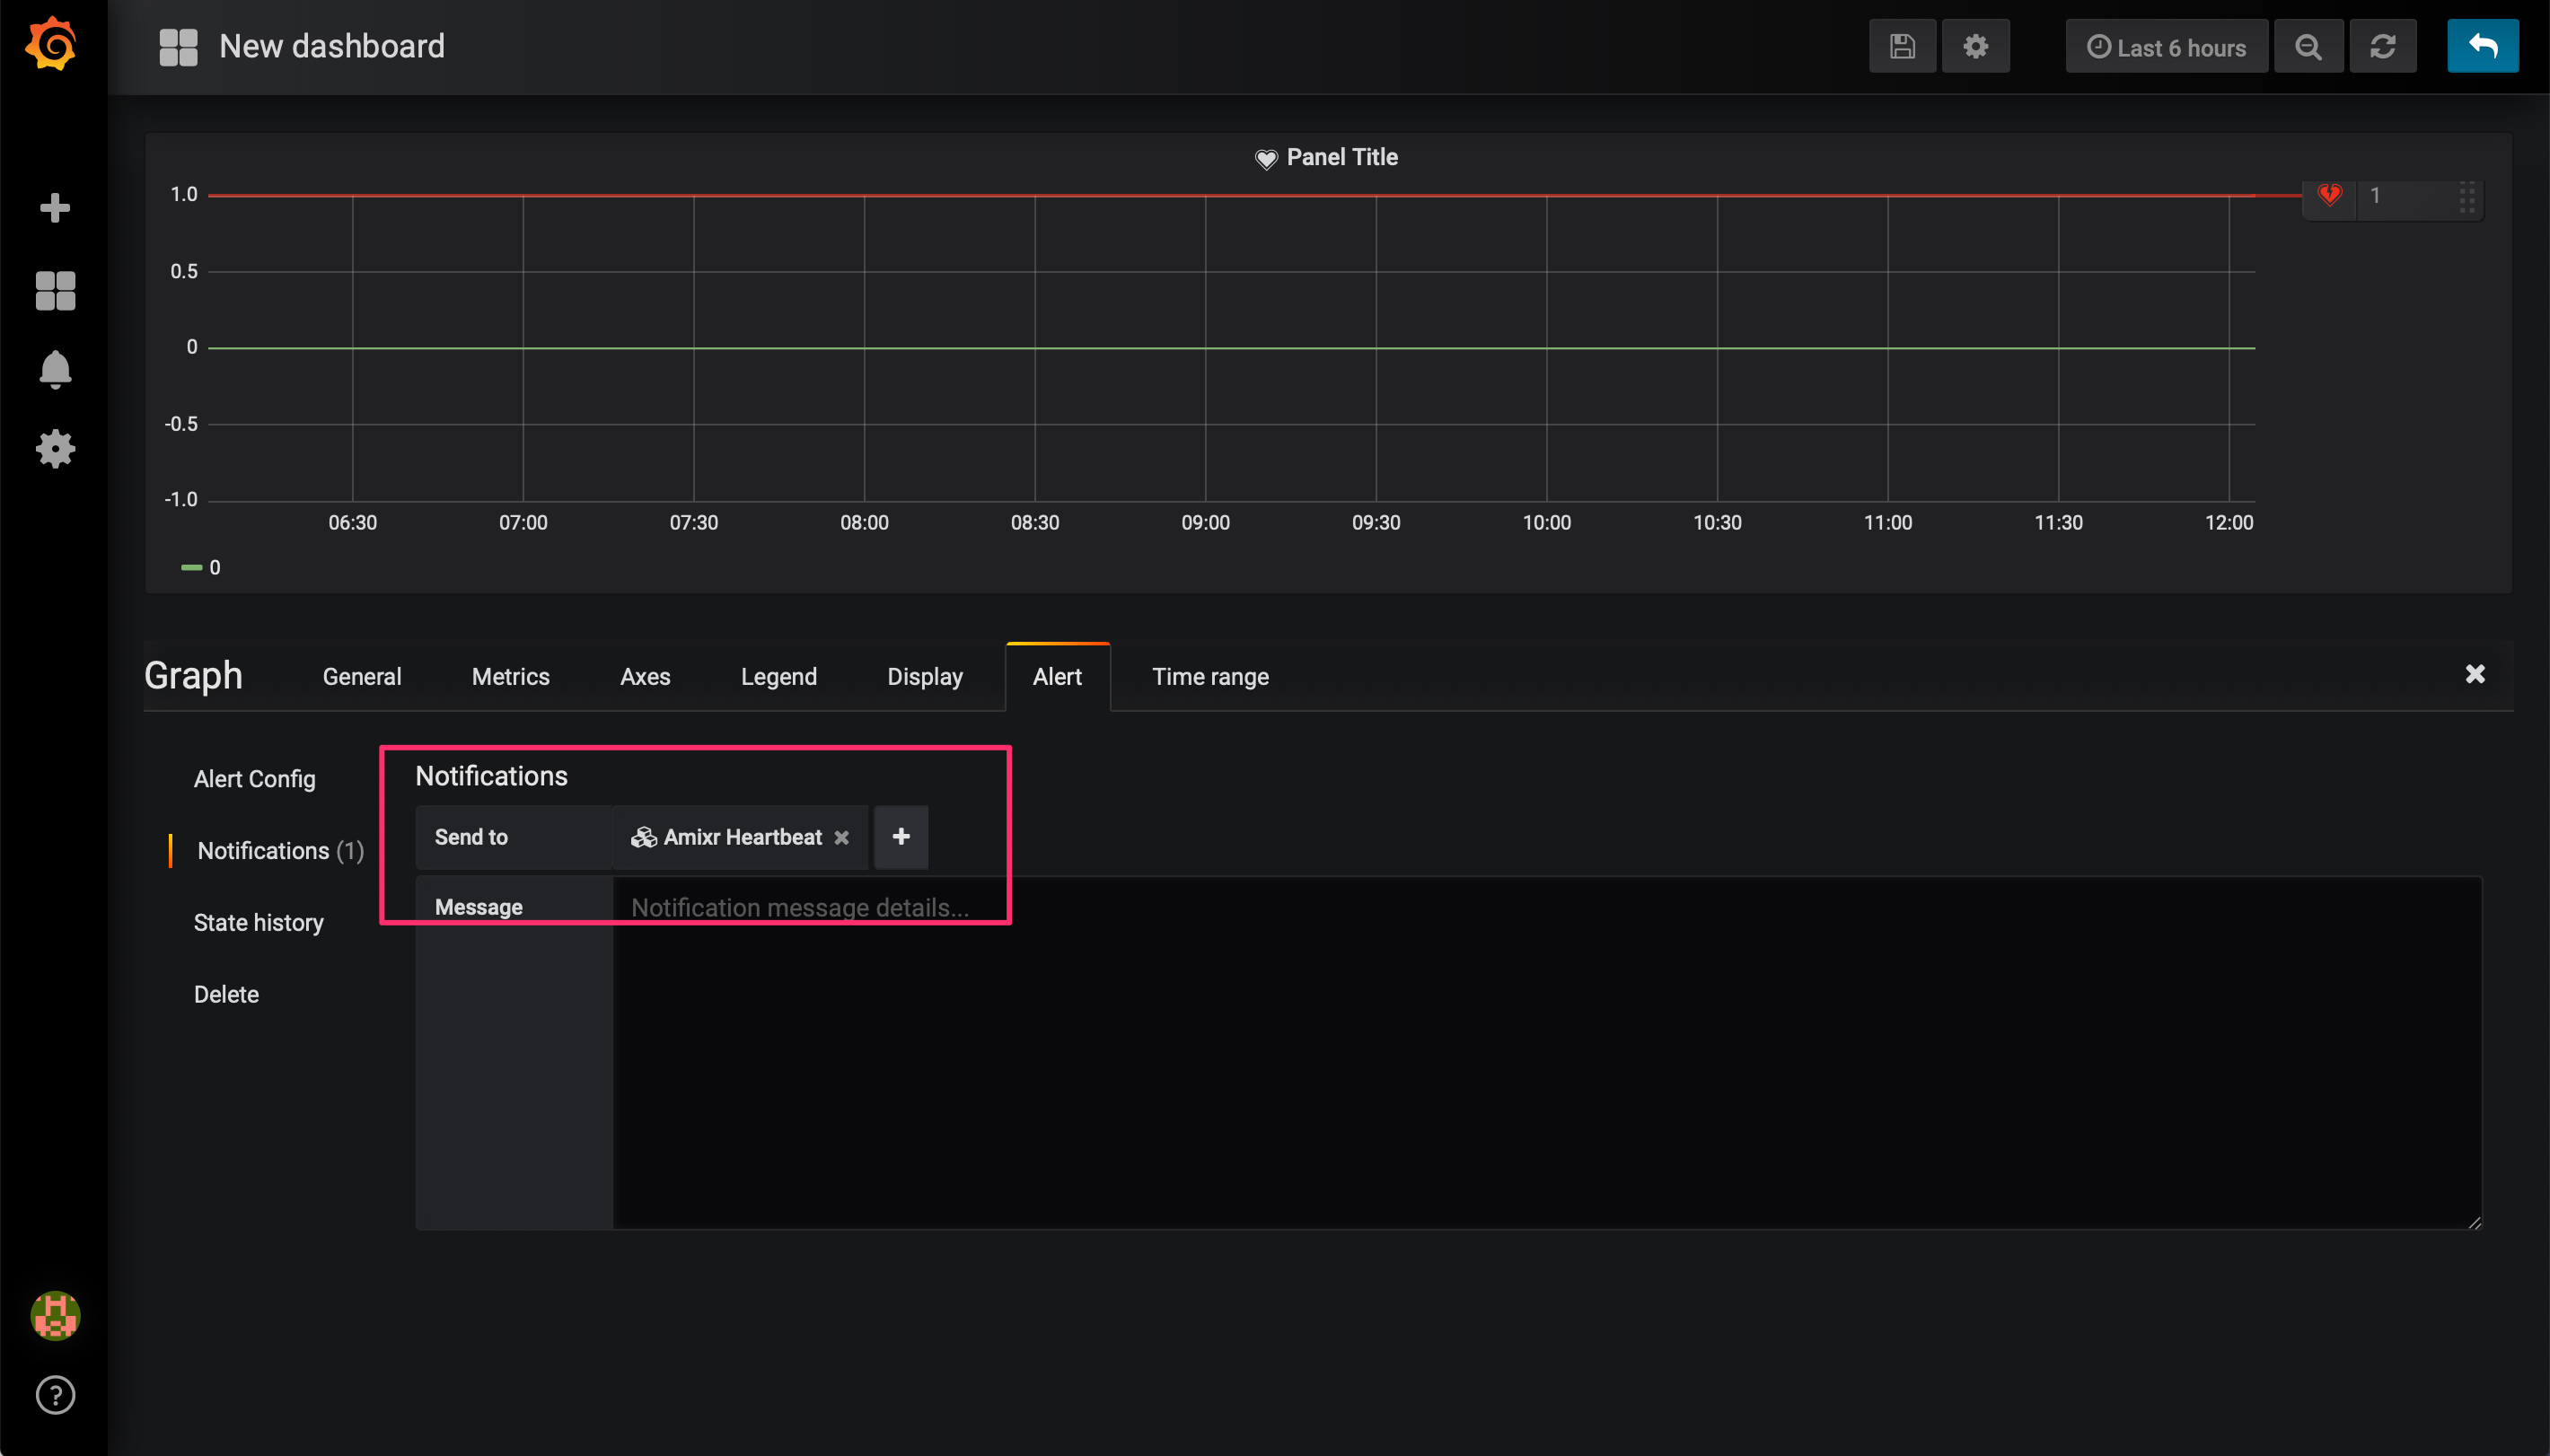 New dashboard
Last 6 hours
Panel Title
1.0
1
0.5
0
-0.5
-1.0
06:30 07:00 07:30 08:00 08:30 09:00 09:30 10:00 10:30 11:00 11:30 12:00
0
Graph General Metrics Axes Legend Display Alert Time range
Alert Config
Notifications (1)
State history
Delete
Notifications
Send to Amixr Heartbeat
Message Notification message details...